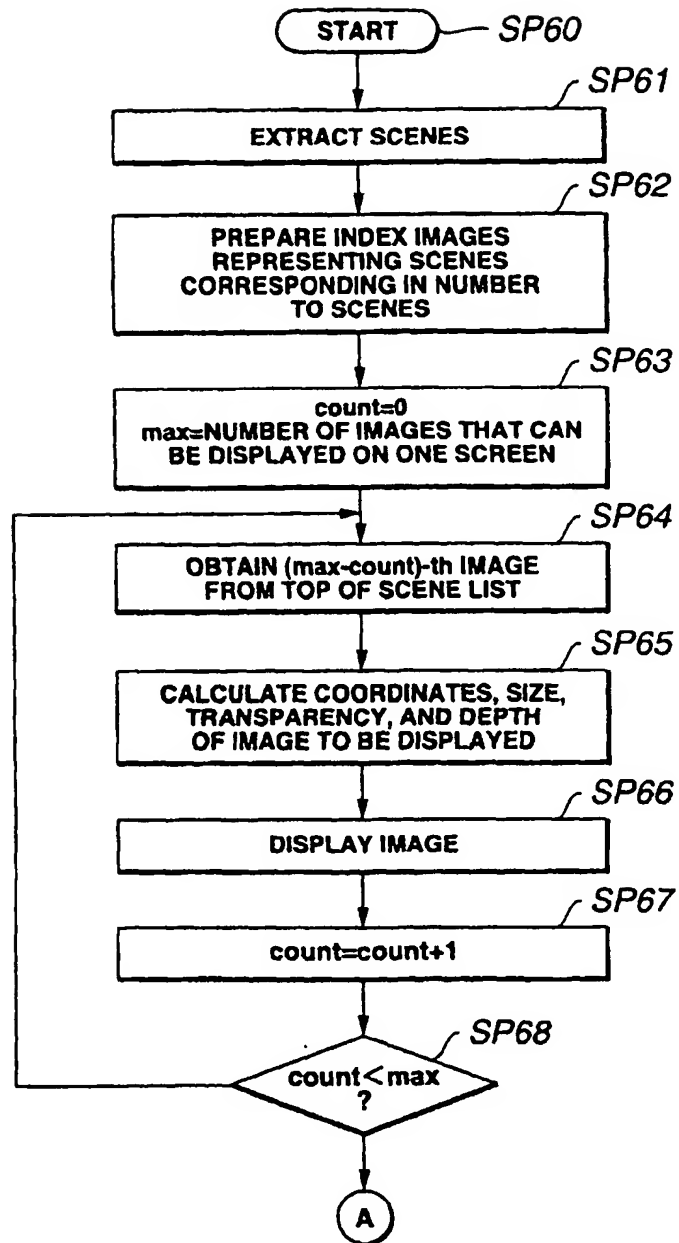 START
SP60
SP61
EXTRACT SCENES
SP62
PREPARE INDEX IMAGES
REPRESENTING SCENES
CORRESPONDING IN NUMBER
TO SCENES
SP63
count=0
max=NUMBER OF IMAGES THAT CAN
BE DISPLAYED ON ONE SCREEN
SP64
OBTAIN (max-count)-th IMAGE
FROM TOP OF SCENE LIST
SP65
CALCULATE COORDINATES, SIZE,
TRANSPARENCY, AND DEPTH
OF IMAGE TO BE DISPLAYED
SP66
DISPLAY IMAGE
SP67
count=count+1
SP68
count<max
?
A